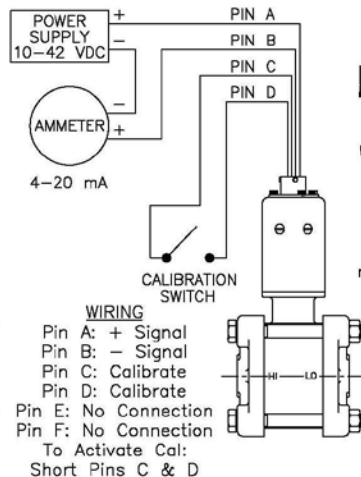 POWER
SUPPLY
10-42 VDC
+
-
PIN A
PIN B
PIN C
PIN D
-
AMMETER
+
4-20 mA
CALIBRATION
SWITCH
HI
LO
WIRING
Pin A: + Signal
Pin B: - Signal
Pin C: Calibrate
Pin D: Calibrate
Pin E: No Connection
Pin F: No Connection
To Activate Cal:
Short Pins C & D